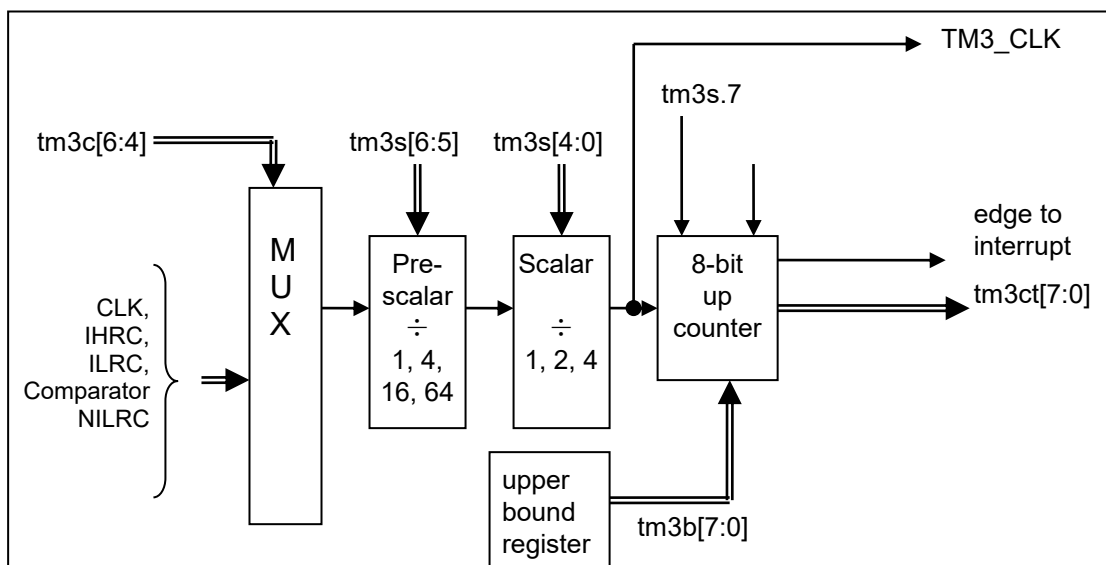 TM3_CLK
tm3s.7
tm3c[6:4]
tm3s[6:5]
tm3s[4:0]
M
U
X
Pre-
scalar
÷
1, 4,
16, 64
Scalar
÷
1, 2, 4
8-bit
up
counter
edge to
interrupt
tm3ct[7:0]
CLK,
IHRC,
ILRC,
Comparator
NILRC
upper
bound
register
tm3b[7:0]